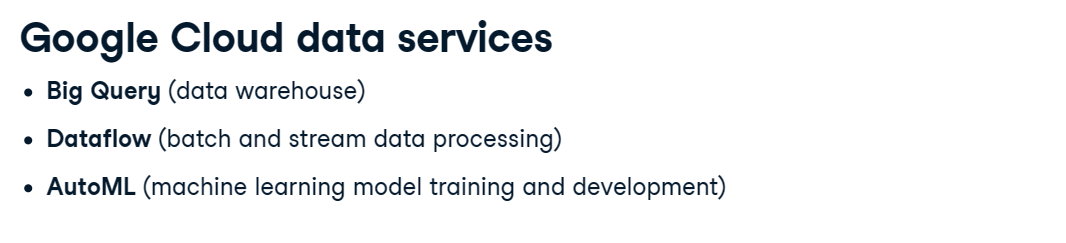 Google Cloud data services
• Big Query (data warehouse)
• Dataflow (batch and stream data processing)
• AutoML (machine learning model training and development)